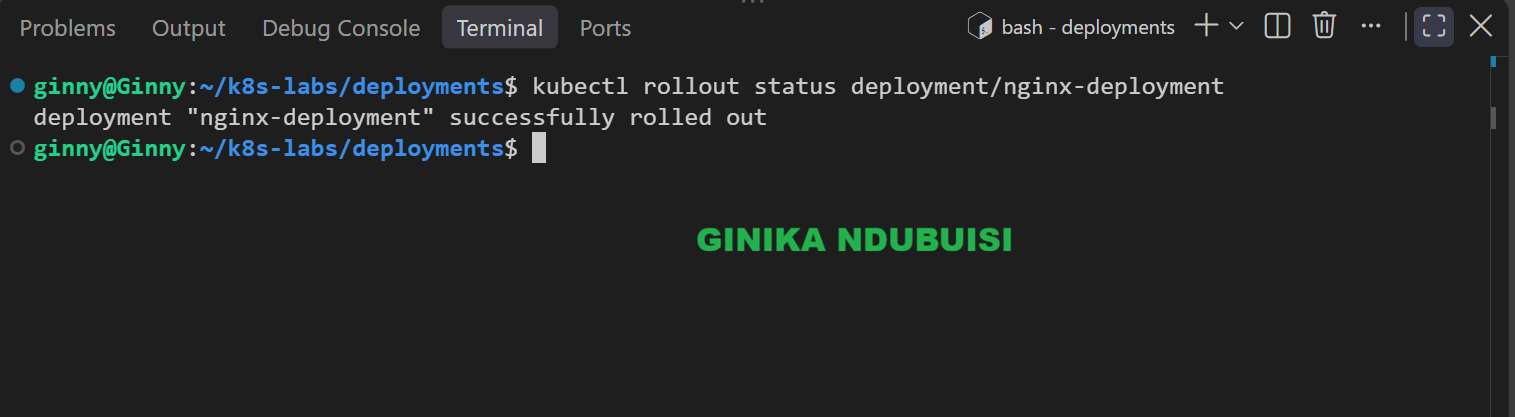 Problems Output Debug Console Terminal Ports bash - deployments
ginny@Ginny:~/k8s-labs/deployments$ kubectl rollout status deployment/nginx-deployment
deployment "nginx-deployment" successfully rolled out
ginny@Ginny:~/k8s-labs/deployments$
GINIKA NDUBUISI